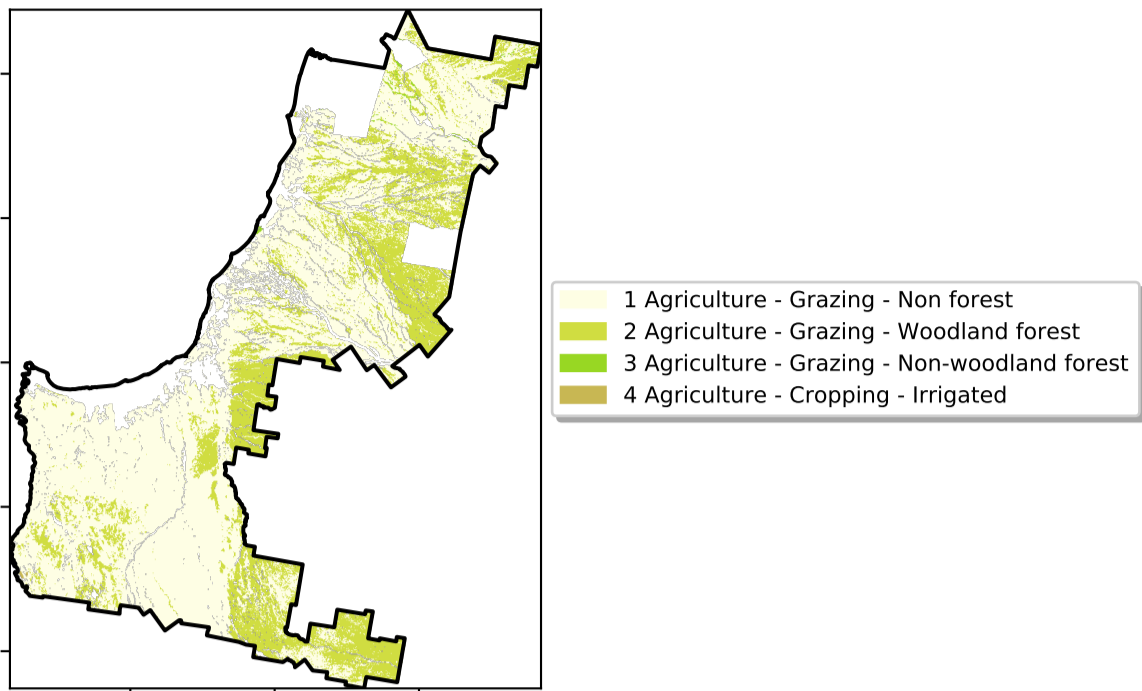 1 Agriculture - Grazing - Non forest
2 Agriculture - Grazing - Woodland forest
3 Agriculture - Grazing - Non-woodland forest
4 Agriculture - Cropping - Irrigated